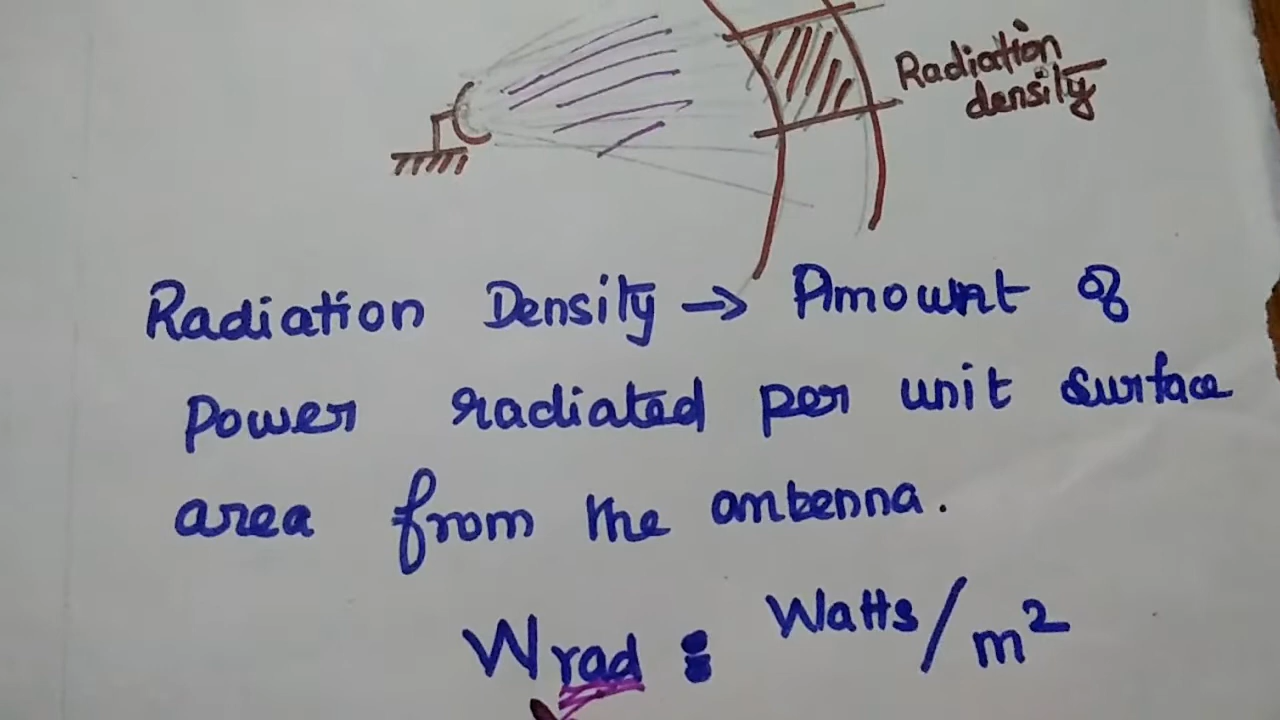 Radiation
density
Radiation Density → Amount of
power radiated per unit surface
area from the antenna.
Wrad : Watts/m²